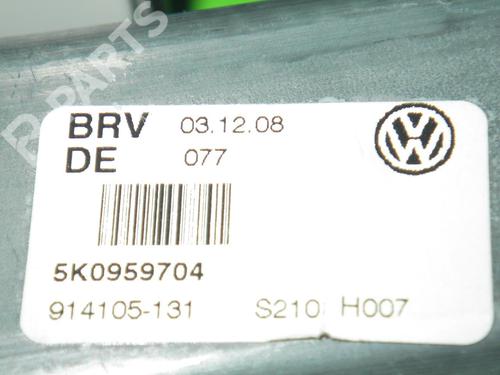 B-PARTS
BRV 03.12.08
DE 077
5K0959704
914105-131 S210 H007